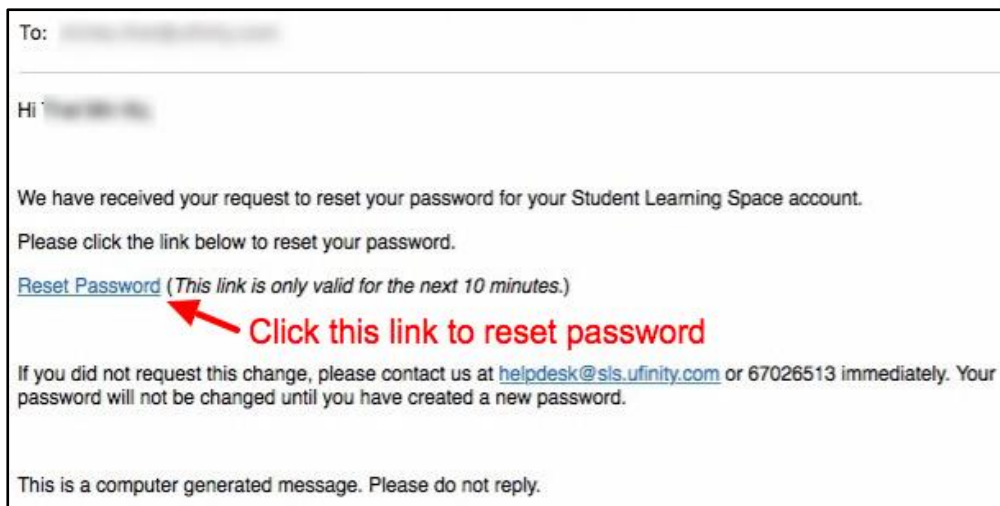 To:
Hi
We have received your request to reset your password for your Student Learning Space account.
Please click the link below to reset your password.
Reset Password (This link is only valid for the next 10 minutes.)
Click this link to reset password
If you did not request this change, please contact us at helpdesk@sls.ufinity.com or 67026513 immediately. Your
password will not be changed until you have created a new password.
This is a computer generated message. Please do not reply.